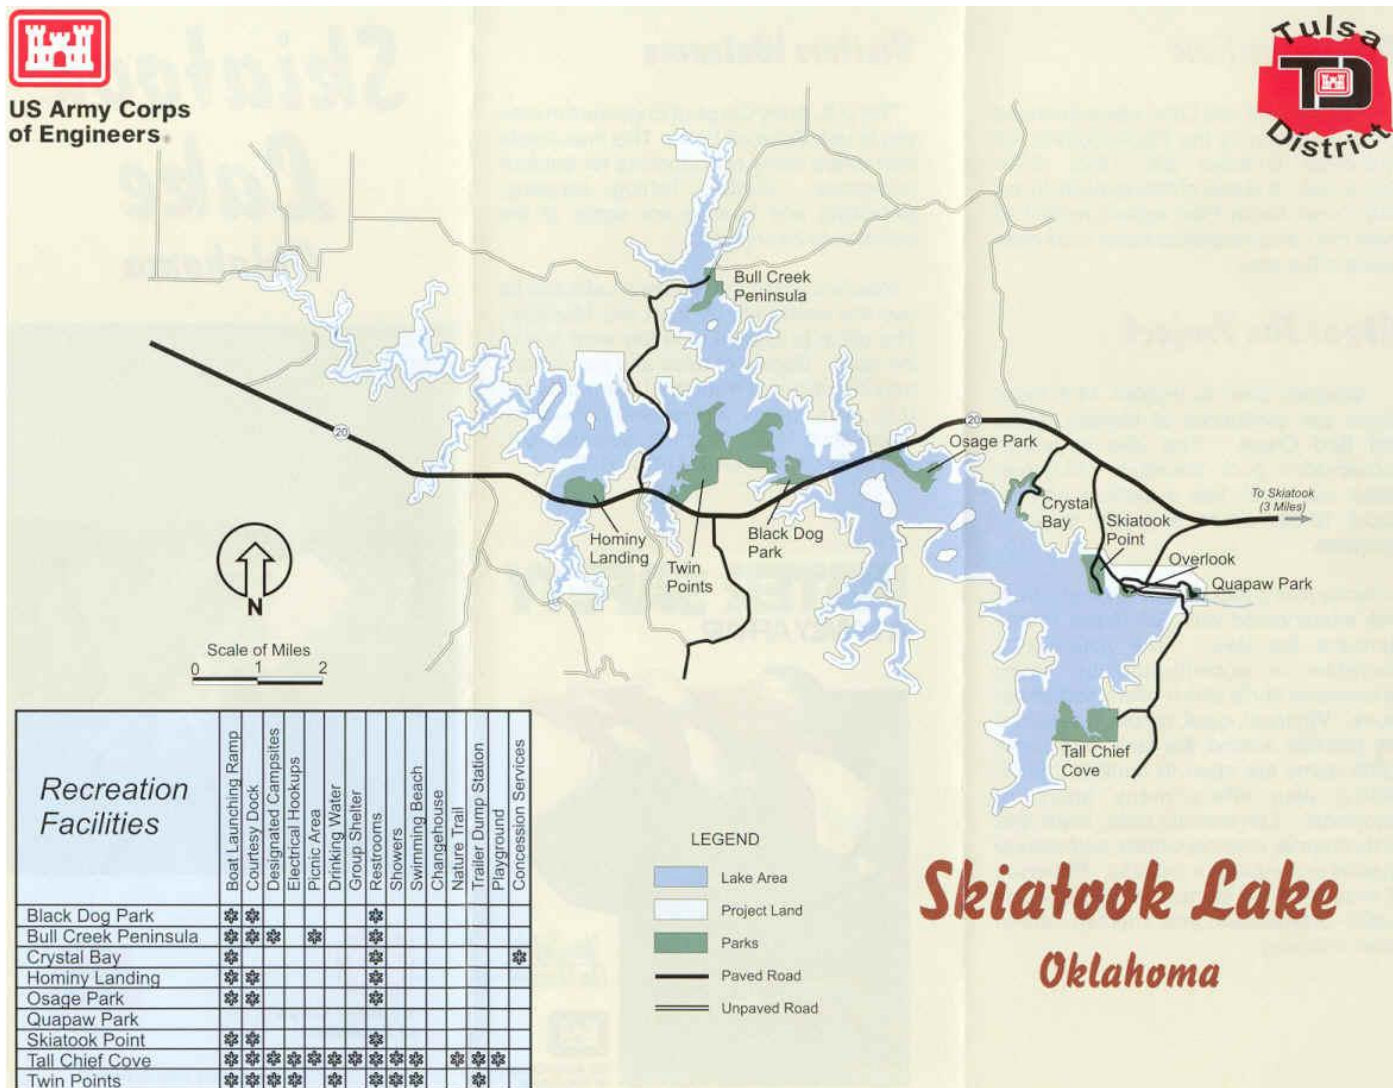 US Army Corps
of Engineers®
Tulsa
TD
District
Bull Creek
Peninsula
20
20
Osage Park
To Skiatook
(3 Miles)
Crystal
Bay
Skiatook
Point
Hominy
Landing
Twin
Points
Black Dog
Park
Overlook
Quapaw Park
N
Scale of Miles
0 1 2
Tall Chief
Cove
Recreation
Facilities
Boat Launching Ramp
Courtesy Dock
Designated Campsites
Electrical Hookups
Picnic Area
Drinking Water
Group Shelter
Restrooms
Showers
Swimming Beach
Changehouse
Nature Trail
Trailer Dump Station
Playground
Concession Services
Black Dog Park
Bull Creek Peninsula
Crystal Bay
Hominy Landing
Osage Park
Quapaw Park
Skiatook Point
Tall Chief Cove
Twin Points
LEGEND
Lake Area
Project Land
Parks
Paved Road
Unpaved Road
Skiatook Lake
Oklahoma